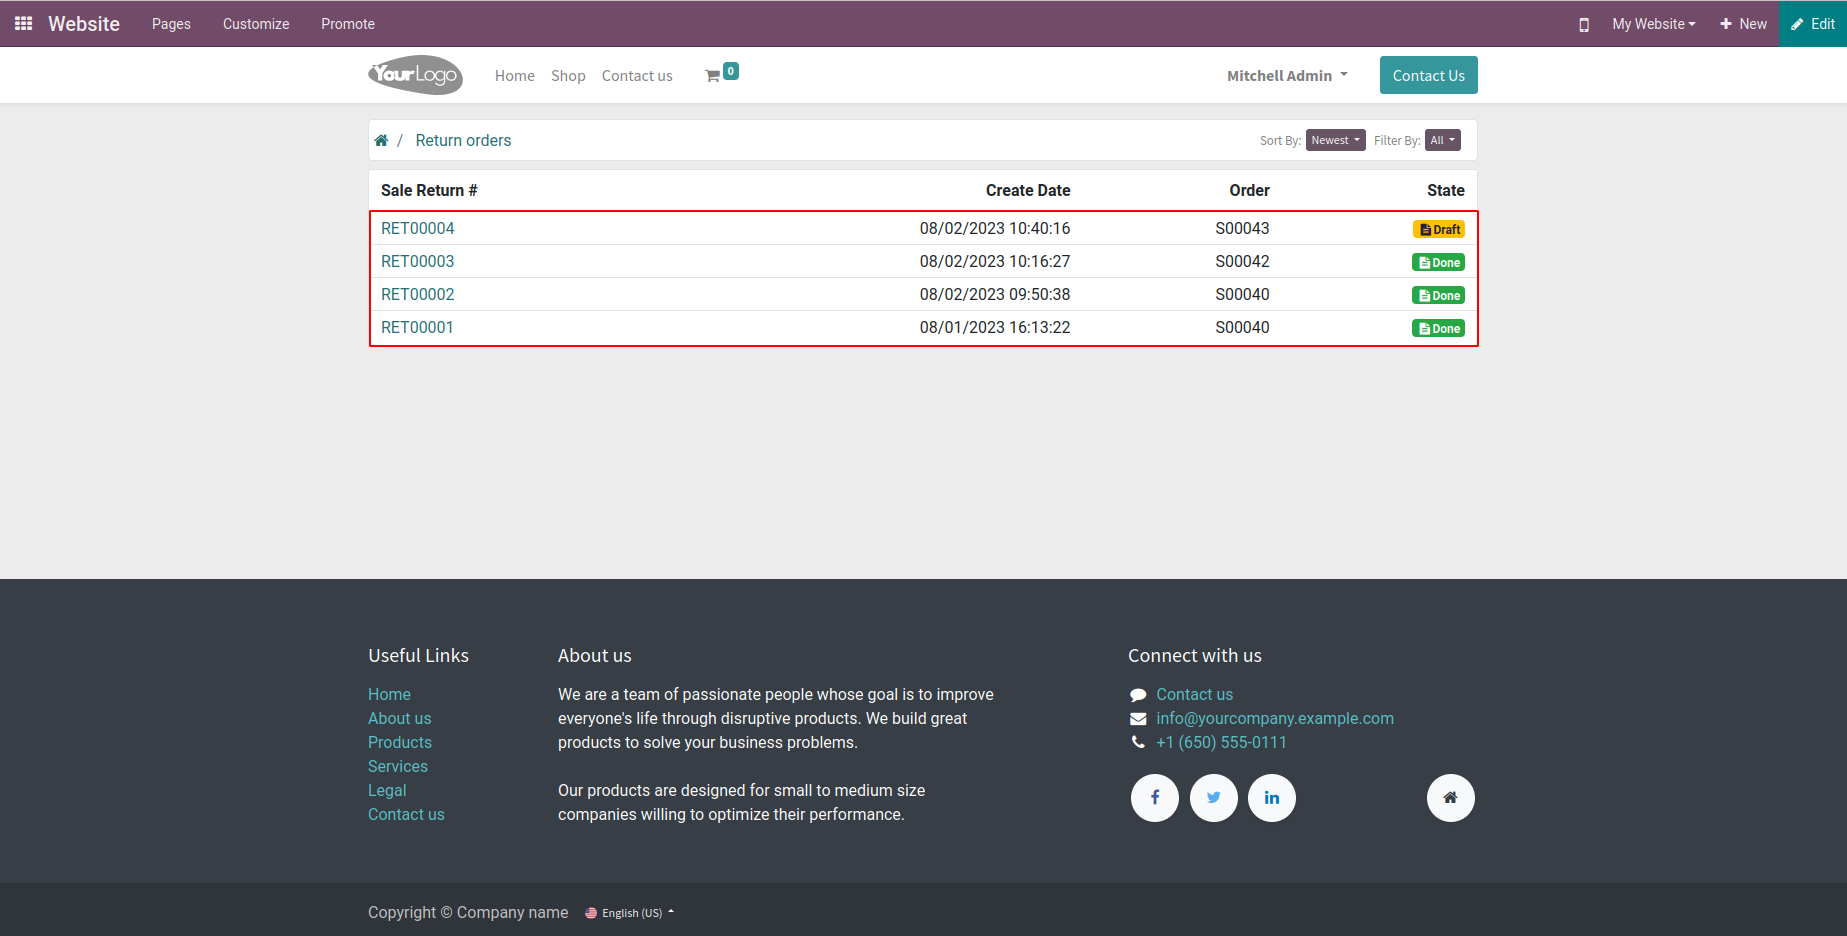 Website Pages Customize Promote My Website New Edit
YourLogo Home Shop Contact us 0 Mitchell Admin Contact Us
/ Return orders Sort By: Newest Filter By: All
Sale Return # Create Date Order State
RET00004 08/02/2023 10:40:16 S00043 Draft
RET00003 08/02/2023 10:16:27 S00042 Done
RET00002 08/02/2023 09:50:38 S00040 Done
RET00001 08/01/2023 16:13:22 S00040 Done
Useful Links
Home
About us
Products
Services
Legal
Contact us
About us
We are a team of passionate people whose goal is to improve
everyone's life through disruptive products. We build great
products to solve your business problems.
Our products are designed for small to medium size
companies willing to optimize their performance.
Connect with us
Contact us
info@yourcompany.example.com
+1 (650) 555-0111
Copyright © Company name English (US)